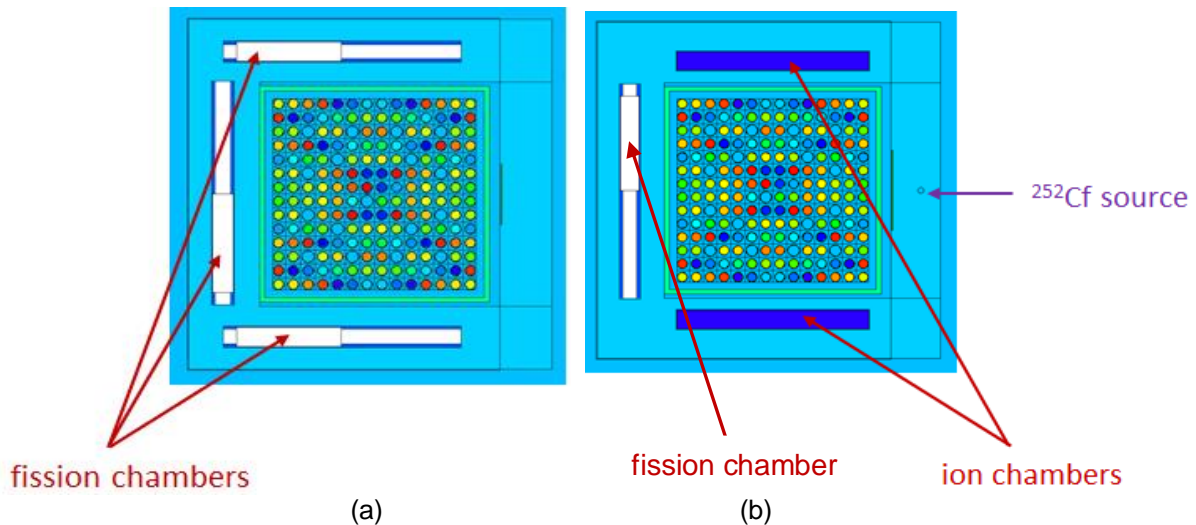 ²⁵²Cf source
fission chambers
fission chamber
ion chambers
(a)
(b)